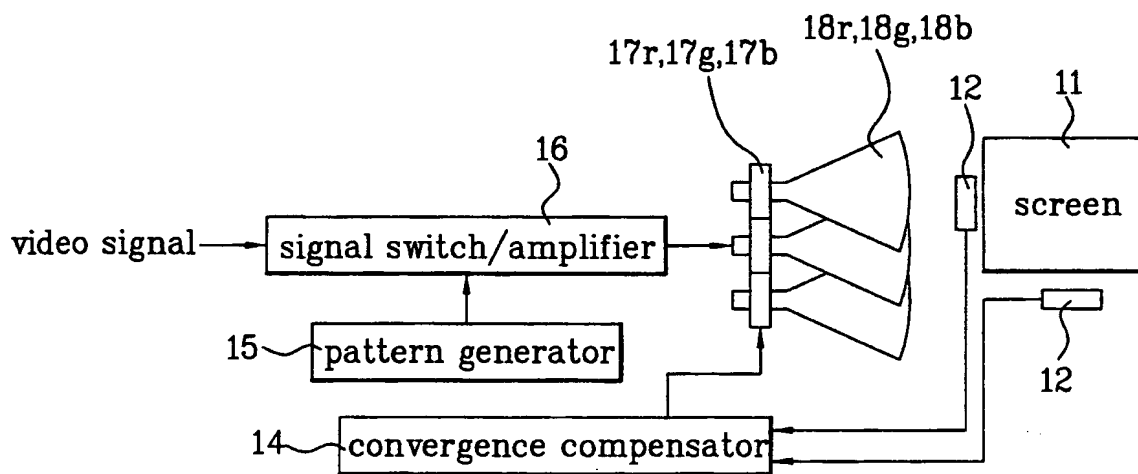 18r,18g,18b
17r,17g,17b
12
11
16
screen
video signal
signal switch/amplifier
15
pattern generator
12
14
convergence compensator